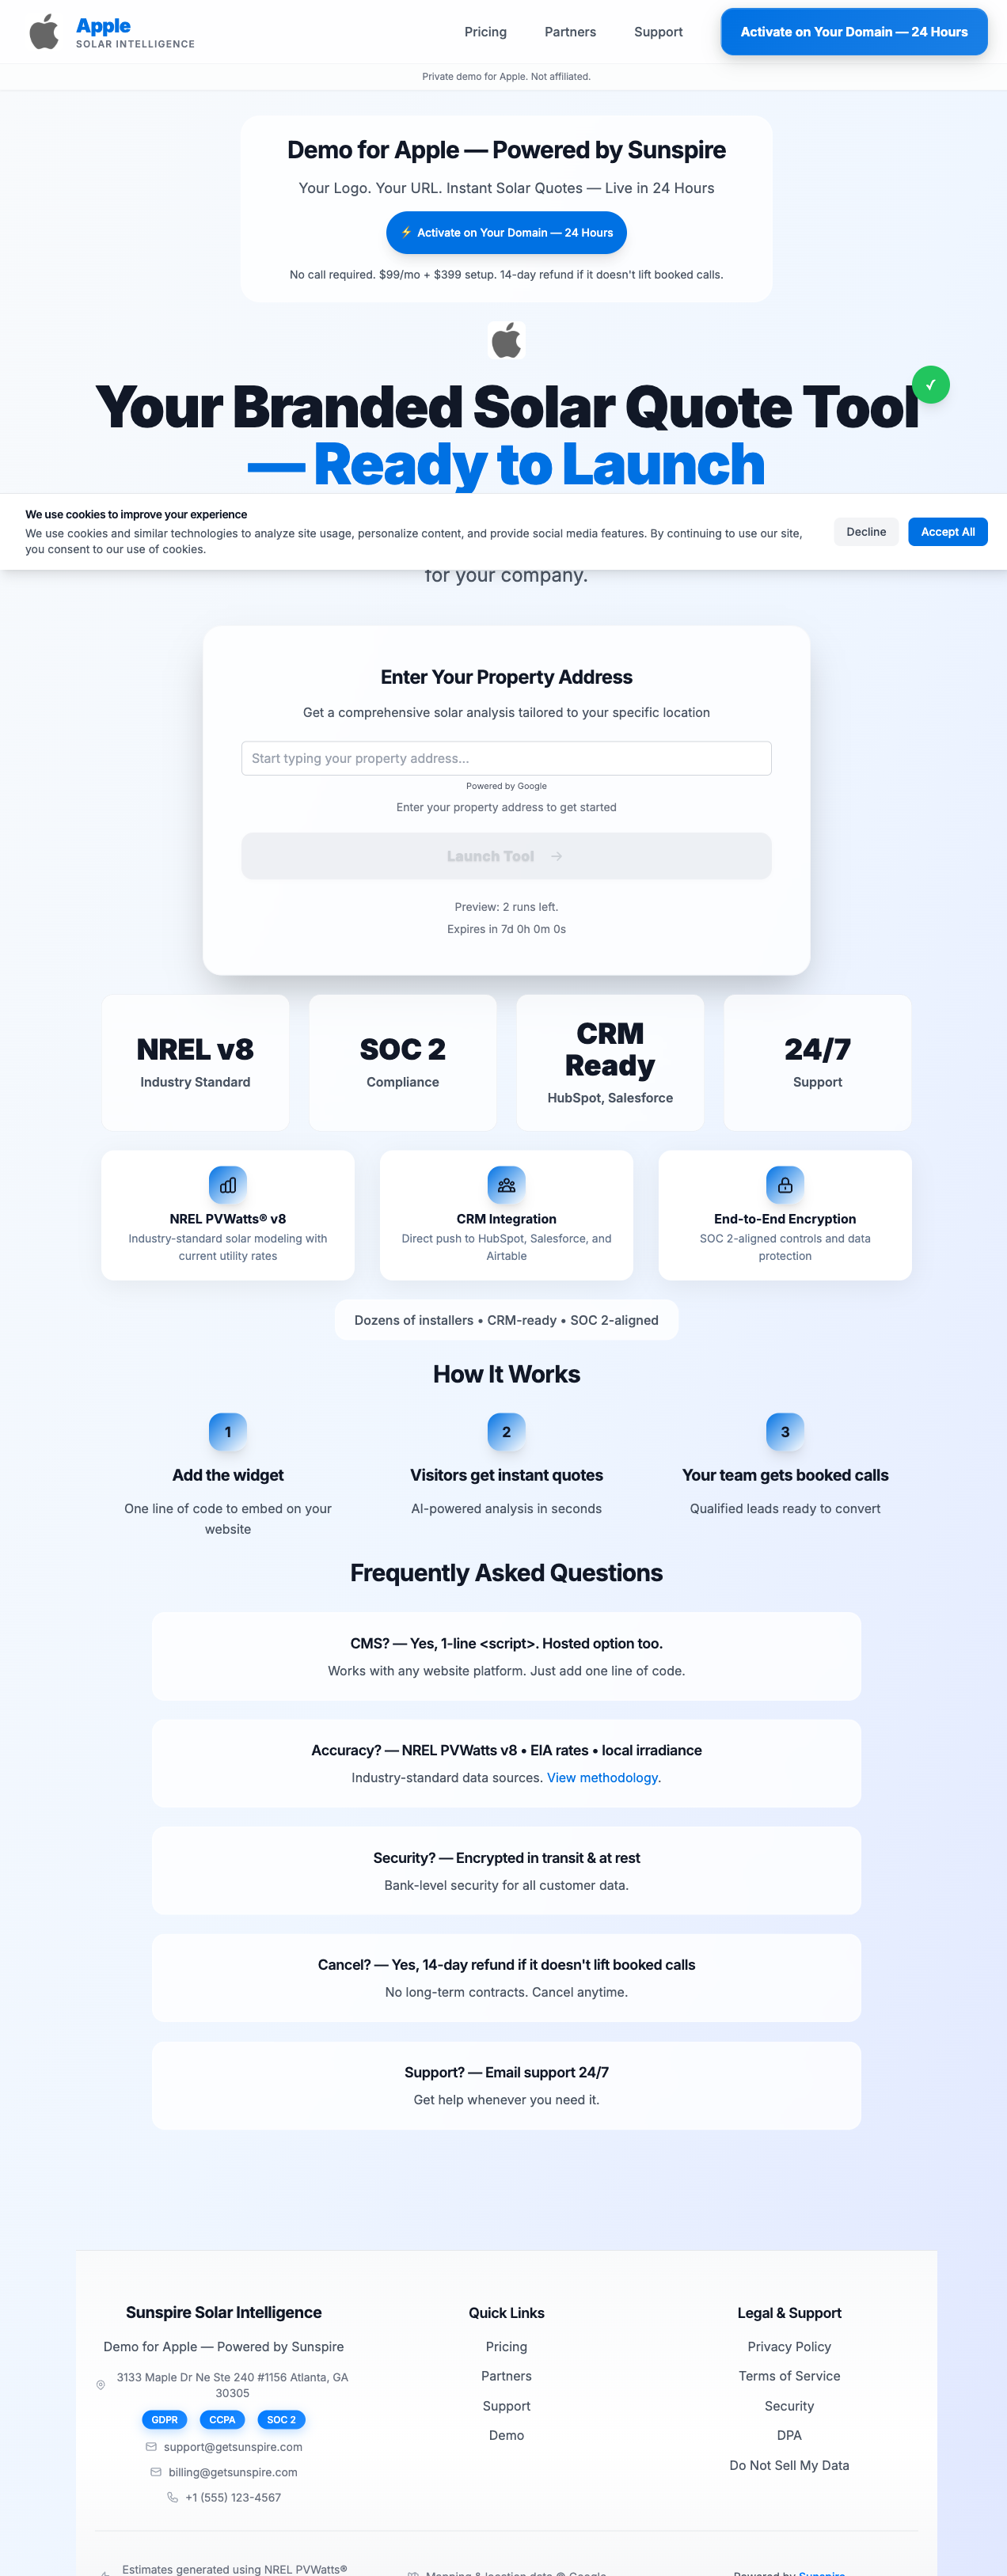 Apple
SOLAR INTELLIGENCE
Pricing
Partners
Support
Activate on Your Domain — 24 Hours
Private demo for Apple. Not affiliated.
Demo for Apple — Powered by Sunspire
Your Logo. Your URL. Instant Solar Quotes — Live in 24 Hours
⚡ Activate on Your Domain — 24 Hours
No call required. $99/mo + $399 setup. 14-day refund if it doesn't lift booked calls.
Your Branded Solar Quote Tool
✓
— Ready to Launch
We use cookies to improve your experience
We use cookies and similar technologies to analyze site usage, personalize content, and provide social media features. By continuing to use our site,
you consent to our use of cookies.
Decline
Accept All
for your company.
Enter Your Property Address
Get a comprehensive solar analysis tailored to your specific location
Start typing your property address...
Powered by Google
Enter your property address to get started
Launch Tool →
Preview: 2 runs left.
Expires in 7d 0h 0m 0s
NREL v8
Industry Standard
SOC 2
Compliance
CRM
Ready
HubSpot, Salesforce
24/7
Support
NREL PVWatts® v8
Industry-standard solar modeling with
current utility rates
CRM Integration
Direct push to HubSpot, Salesforce, and
Airtable
End-to-End Encryption
SOC 2-aligned controls and data
protection
Dozens of installers • CRM-ready • SOC 2-aligned
How It Works
1
Add the widget
One line of code to embed on your
website
2
Visitors get instant quotes
AI-powered analysis in seconds
3
Your team gets booked calls
Qualified leads ready to convert
Frequently Asked Questions
CMS? — Yes, 1-line <script>. Hosted option too.
Works with any website platform. Just add one line of code.
Accuracy? — NREL PVWatts v8 • EIA rates • local irradiance
Industry-standard data sources. View methodology.
Security? — Encrypted in transit & at rest
Bank-level security for all customer data.
Cancel? — Yes, 14-day refund if it doesn't lift booked calls
No long-term contracts. Cancel anytime.
Support? — Email support 24/7
Get help whenever you need it.
Sunspire Solar Intelligence
Demo for Apple — Powered by Sunspire
3133 Maple Dr Ne Ste 240 #1156 Atlanta, GA
30305
GDPR
CCPA
SOC 2
support@getsunspire.com
billing@getsunspire.com
+1 (555) 123-4567
Quick Links
Pricing
Partners
Support
Demo
Legal & Support
Privacy Policy
Terms of Service
Security
DPA
Do Not Sell My Data
Estimates generated using NREL PVWatts®
Mapping & location data © Google
Powered by Sunspire